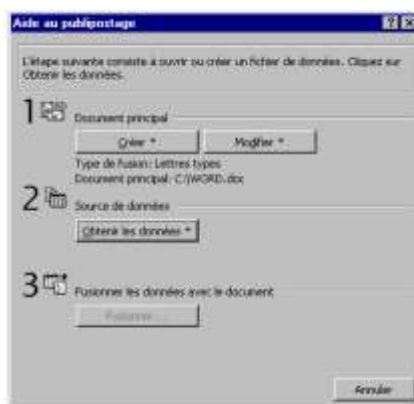 Aide au publipostage
L'étape suivante consiste à ouvrir ou créer un fichier de données. Cliquez sur
Obtenir les données.
1 Document principal
Créer Modifier
Type de fusion: Lettres types
Document principal: C:\WORD.doc
2 Source de données
Obtenir les données
3 Fusionner les données avec le document
Fusionner...
Annuler